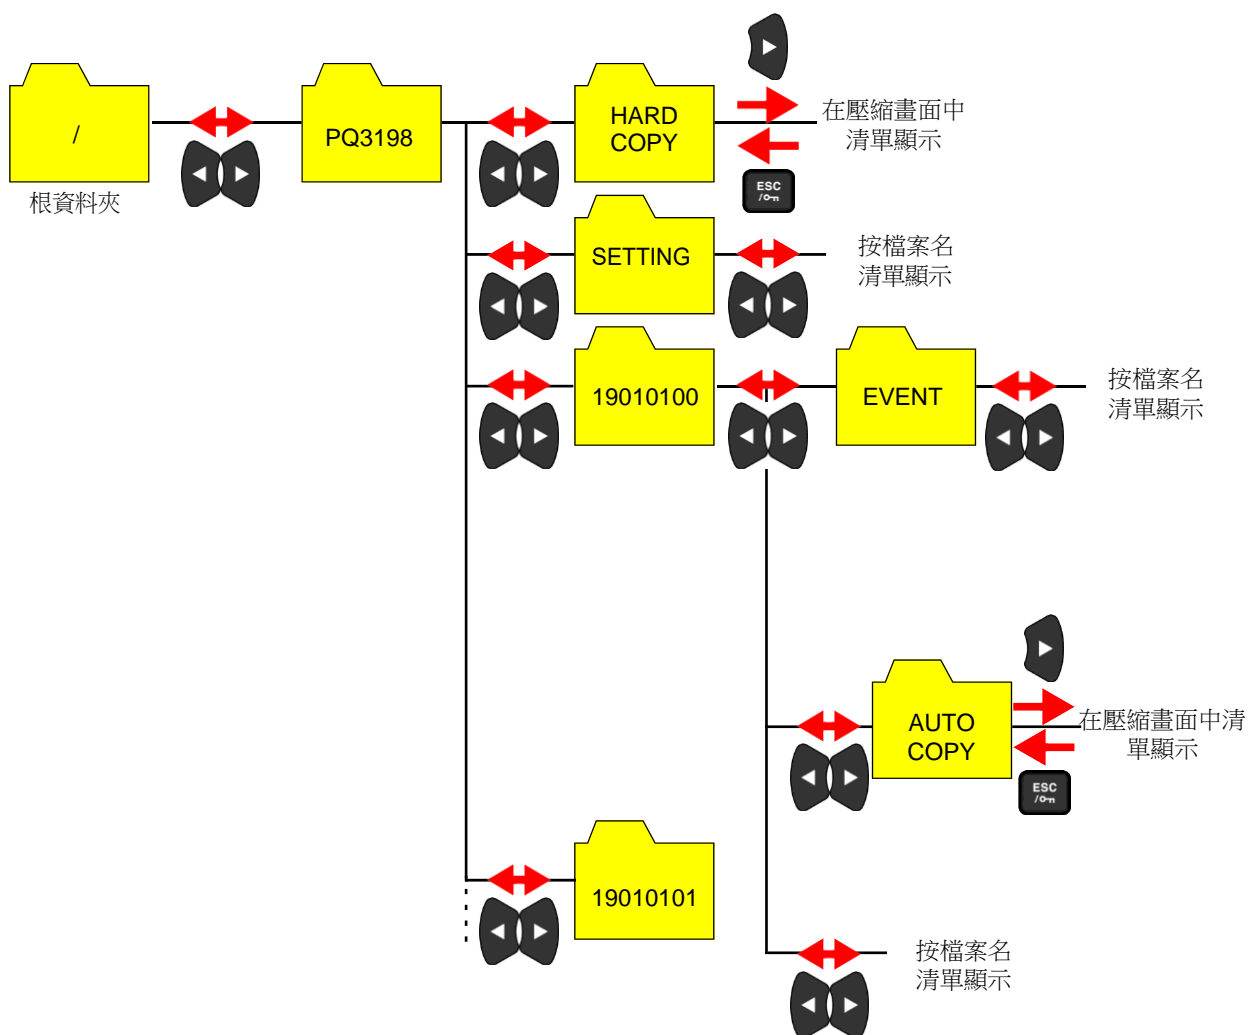 /
根資料夾
PQ3198
HARD
COPY
ESC
/
在壓縮畫面中
清單顯示
SETTING
按檔案名
清單顯示
19010100
EVENT
按檔案名
清單顯示
AUTO
COPY
ESC
/
在壓縮畫面中清
單顯示
19010101
按檔案名
清單顯示